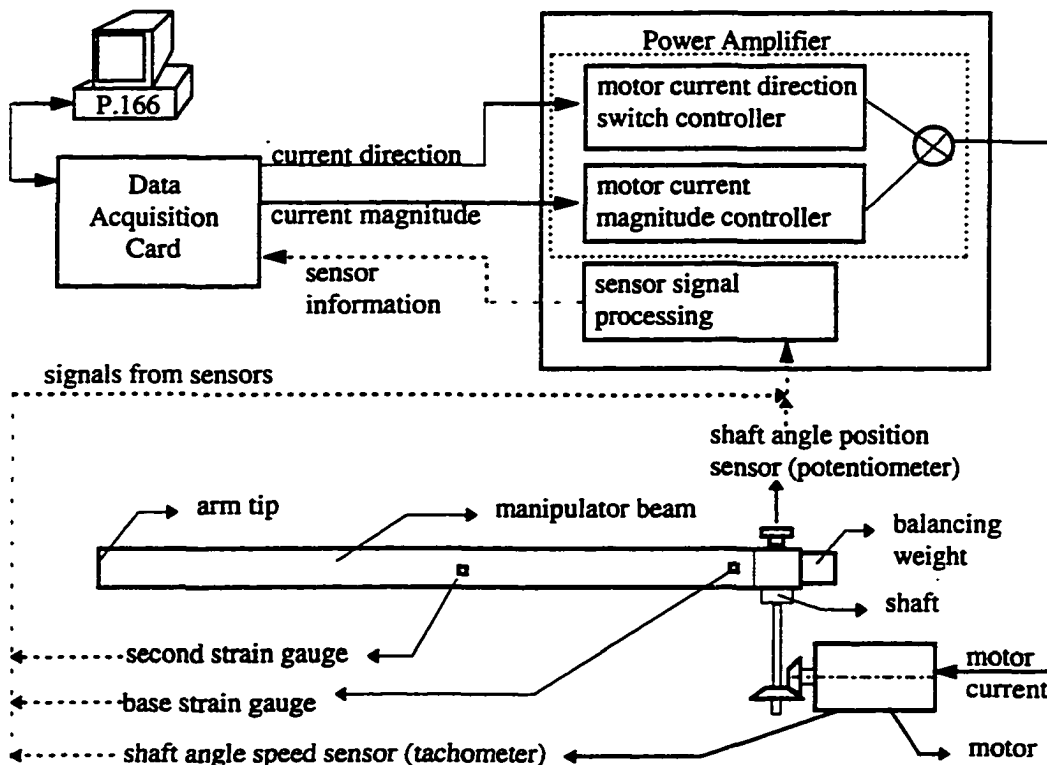 Power Amplifier
P.166
motor current direction
switch controller
current direction
Data
Acquisition
Card
current magnitude
motor current
magnitude controller
sensor
information
sensor signal
processing
signals from sensors
shaft angle position
sensor (potentiometer)
arm tip
manipulator beam
balancing
weight
shaft
second strain gauge
motor
current
base strain gauge
shaft angle speed sensor (tachometer)
motor